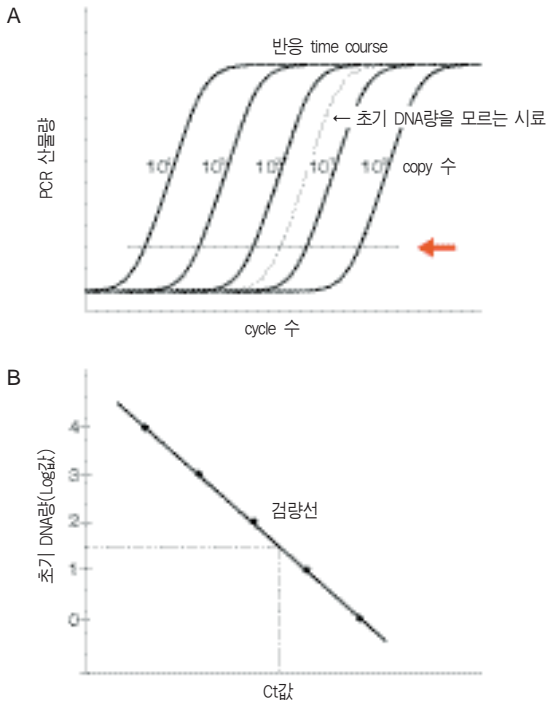 A
반응 time course
← 초기 DNA량을 모르는 시료
PCR 산물량
copy 수
cycle 수
B
초기 DNA량(Log값)
4
3
2
1
0
검량선
Ct값